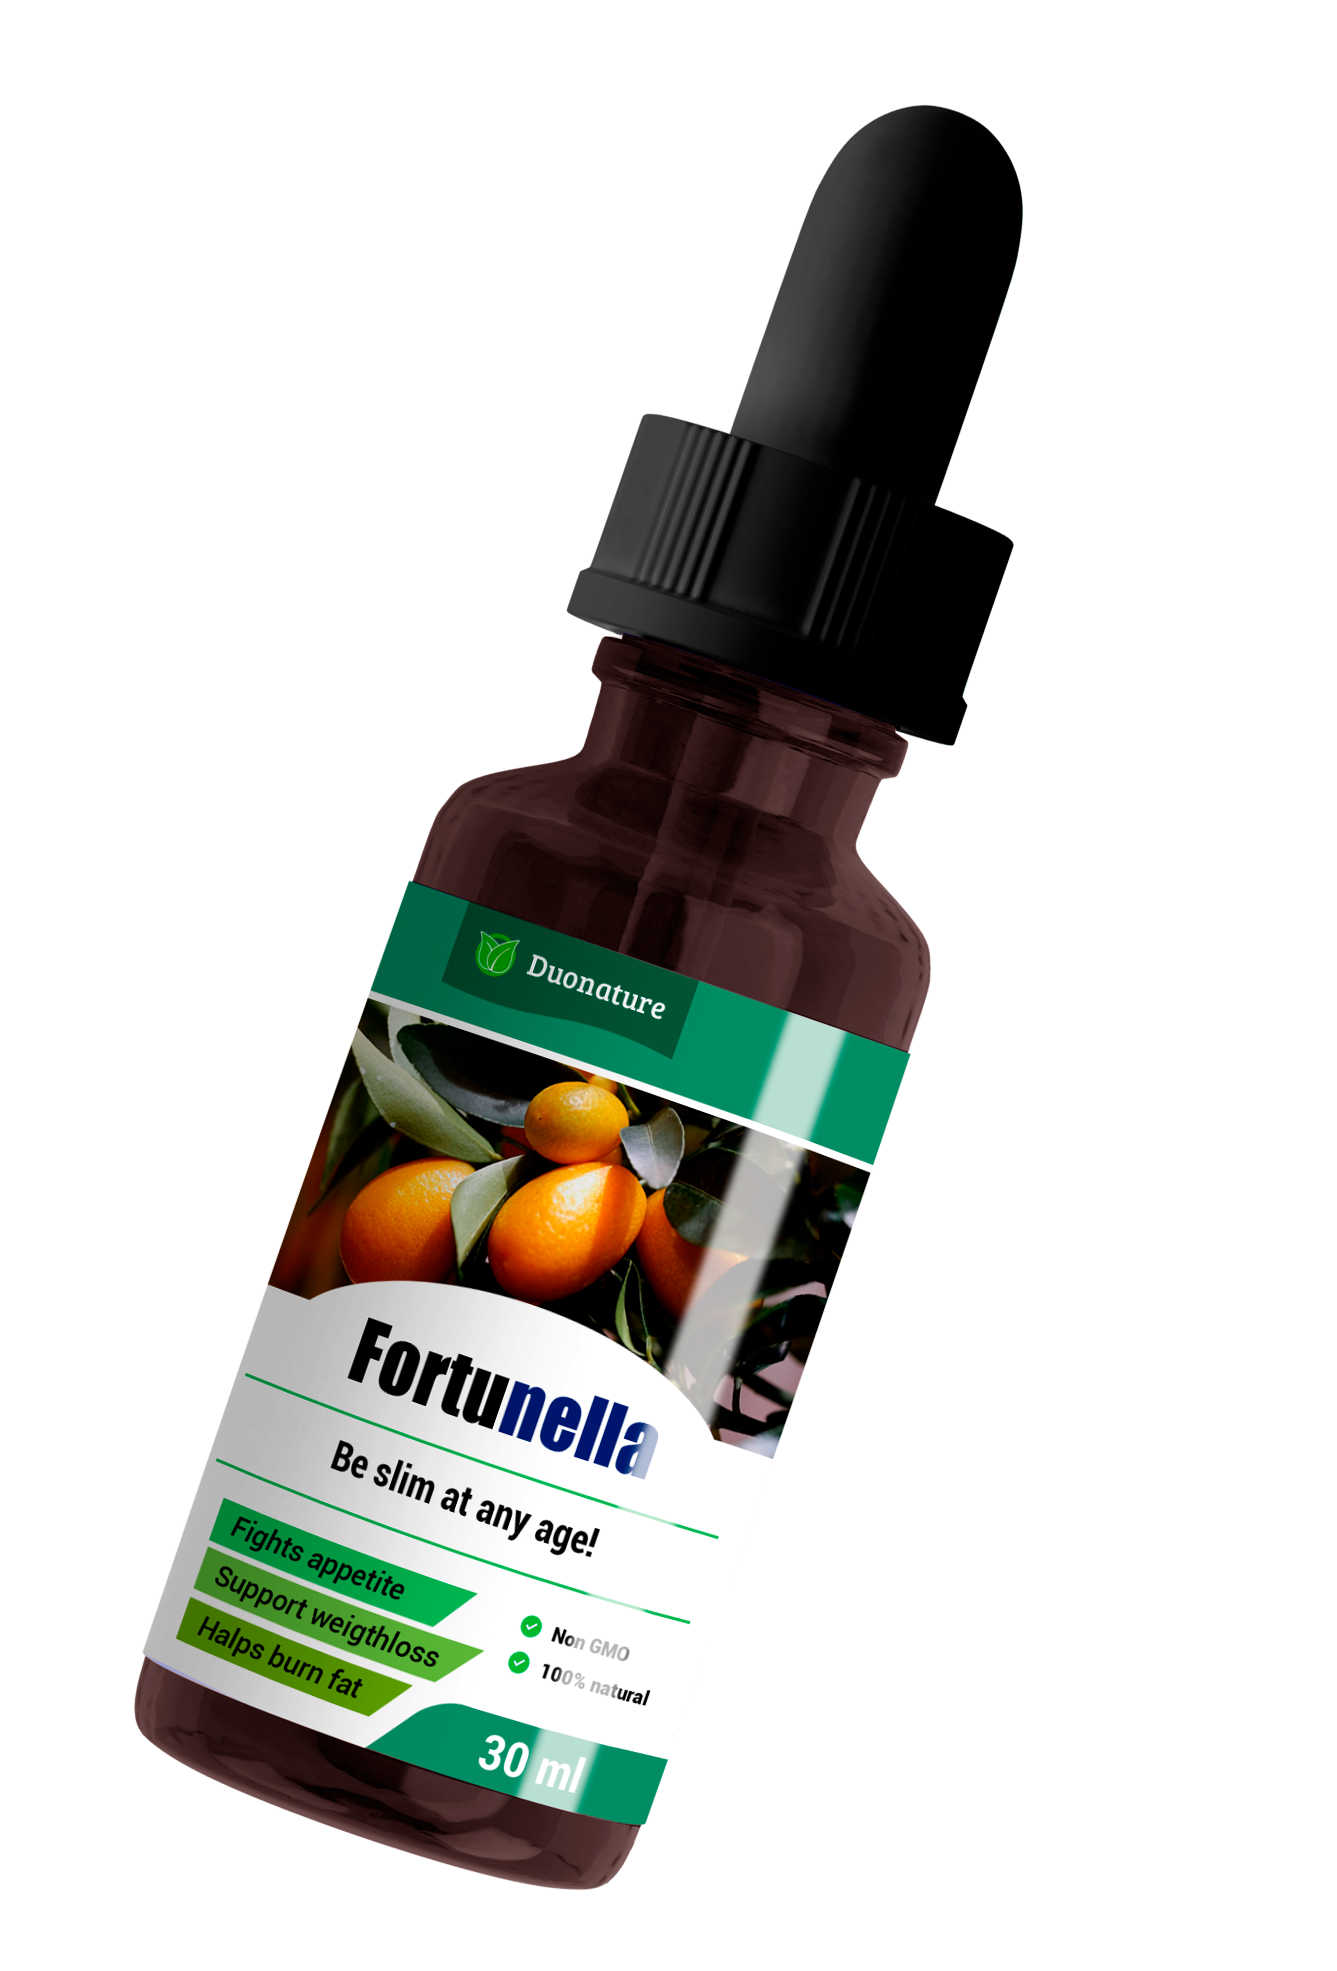 Duonature
Fortunella
Be slim at any age!
Fights appetite
Support weigthloss
Halps burn fat
Non GMO
100% natural
30 ml